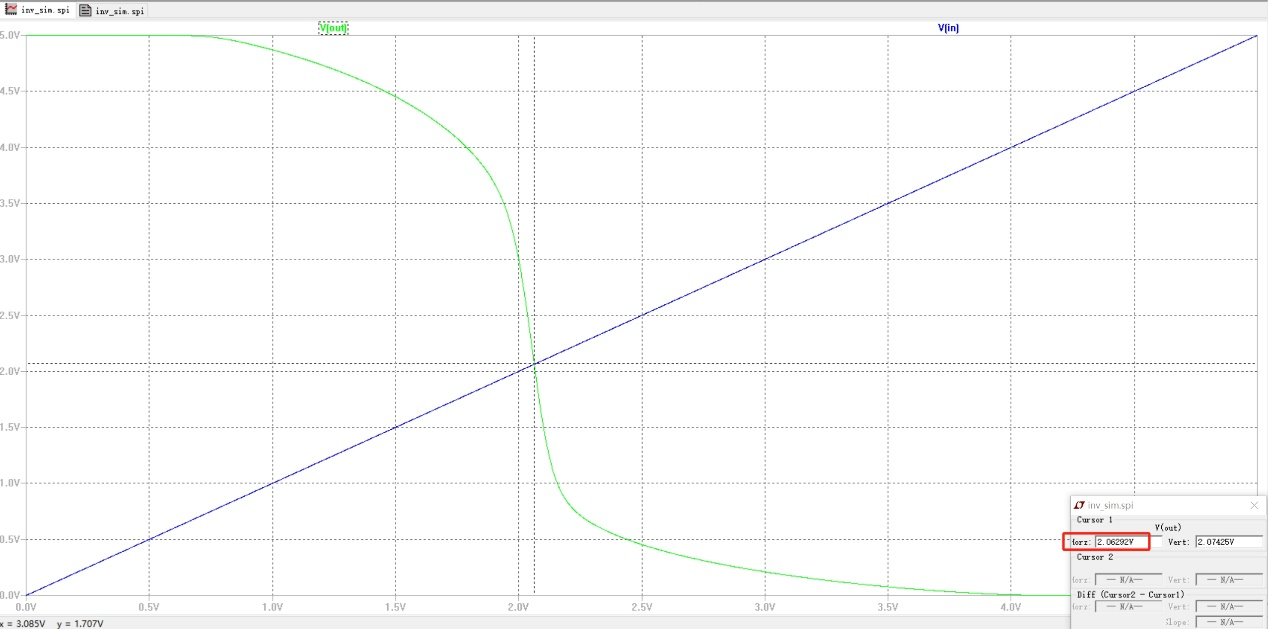 inv_sim.spi inv_sim.spi
V(out) V(in)
5.0V
4.5V
4.0V
3.5V
3.0V
2.5V
2.0V
1.5V
1.0V
0.5V
0.0V
0.0V 0.5V 1.0V 1.5V 2.0V 2.5V 3.0V 3.5V 4.0V
inv_sim.spi
Cursor 1
V(out)
Horz: 2.06292V Vert: 2.07425V
Cursor 2
Horz: -- N/A-- Vert: -- N/A--
Diff (Cursor2 - Cursor1)
Horz: -- N/A-- Vert: -- N/A--
Slope: -- N/A--
x = 3.085V y = 1.707V